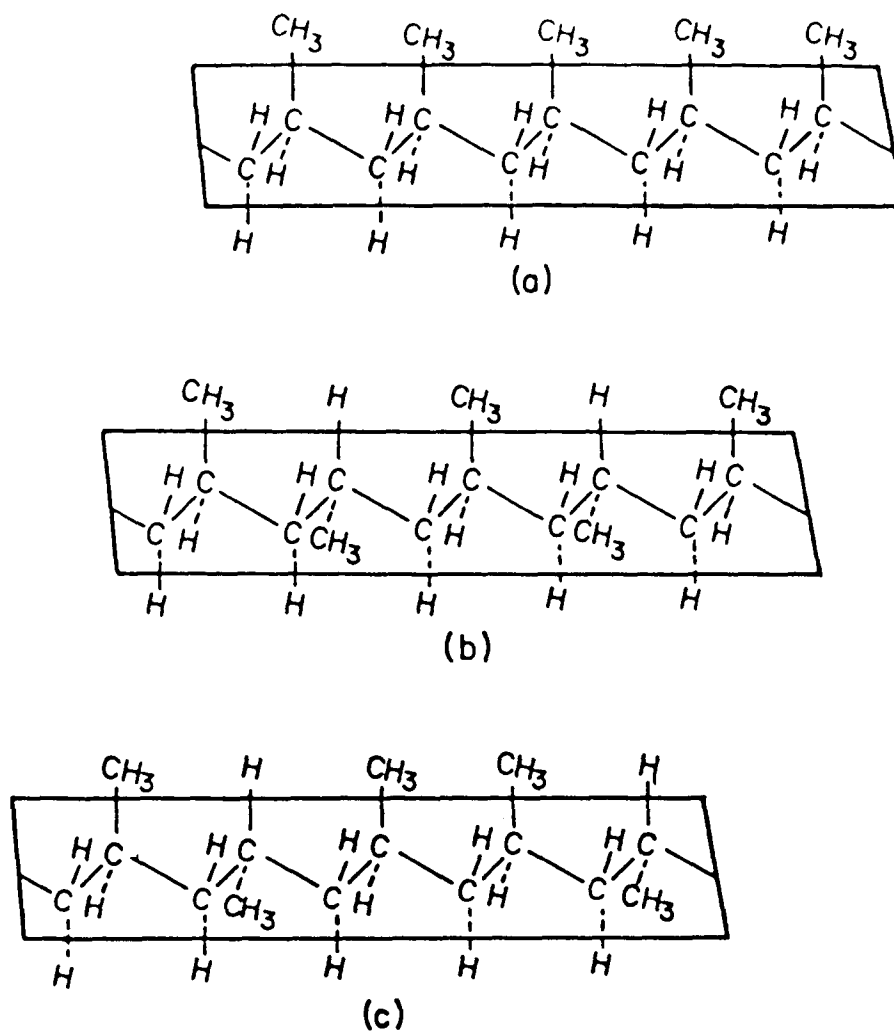 CH3 CH3 CH3 CH3 CH3
H C H C H C H C H C
C H C H C H C H C H
H H H H H
(a)
CH3 H CH3 H CH3
H C H C H C H C H C
C H C CH3 C H C CH3 C H
H H H H H
(b)
CH3 H CH3 CH3 H
H C H C H C H C H C
C H C CH3 C H C H C CH3
H H H H H
(c)